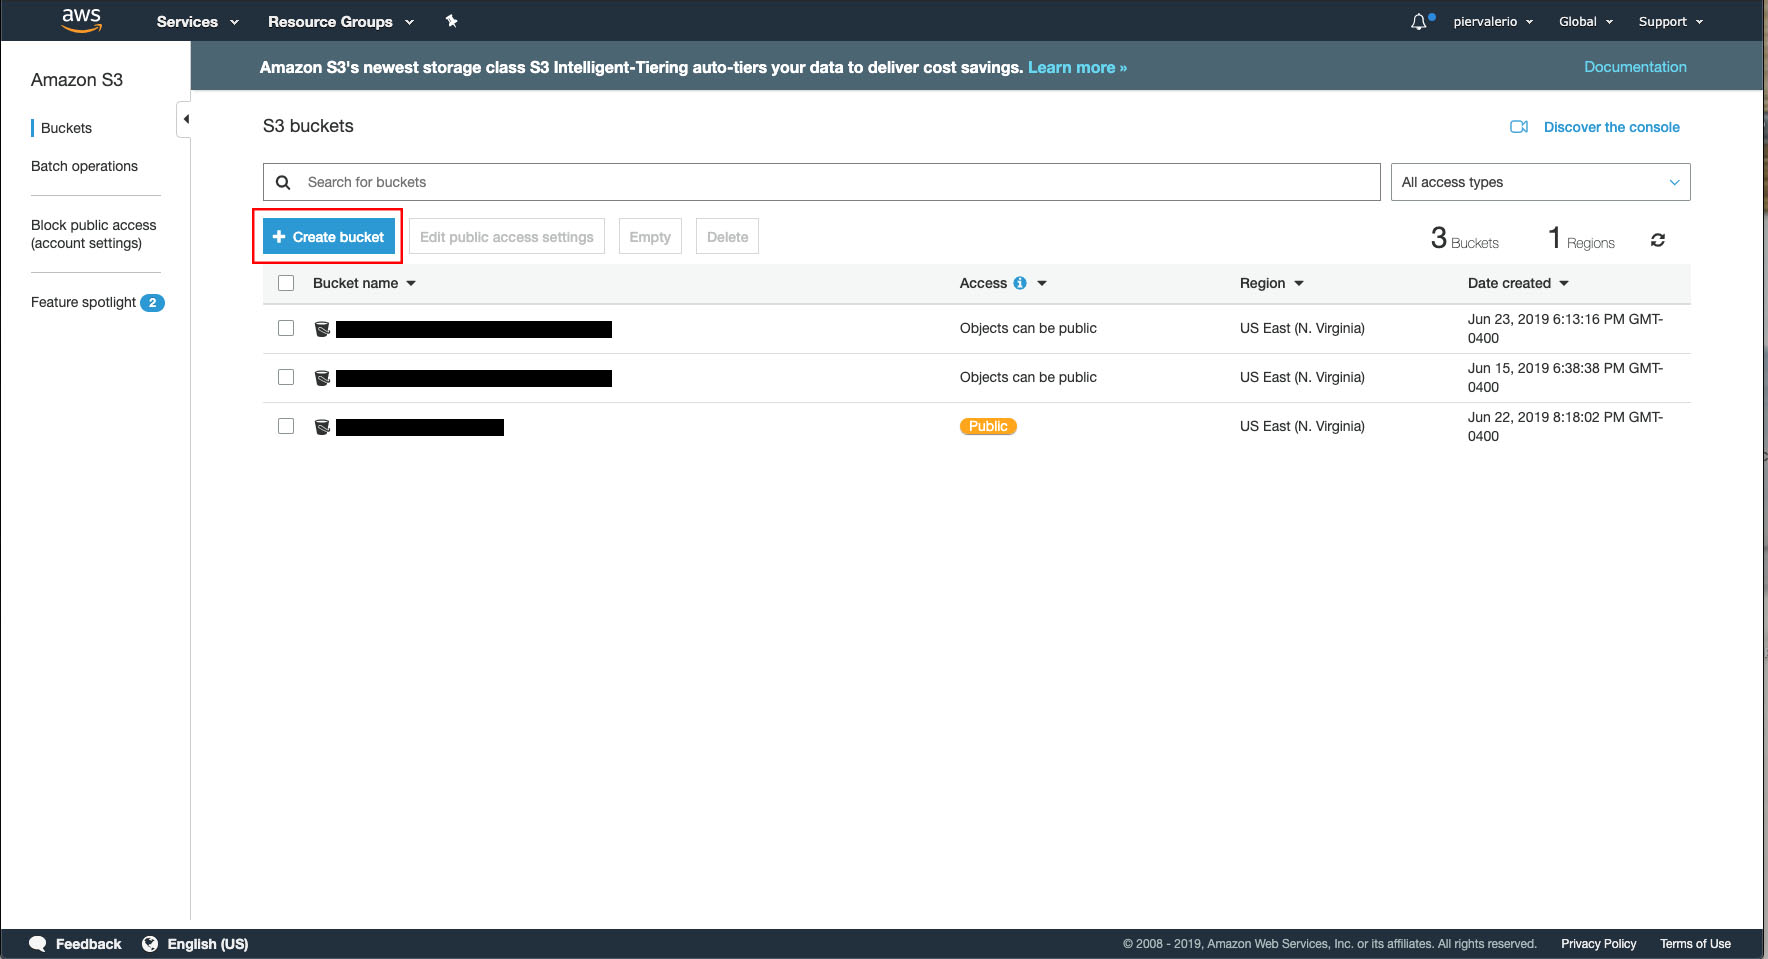 aws Services Resource Groups piervalerio Global Support
Amazon S3's newest storage class S3 Intelligent-Tiering auto-tiers your data to deliver cost savings. Learn more » Documentation
Amazon S3
Buckets
Batch operations
Block public access
(account settings)
Feature spotlight 2
S3 buckets
Discover the console
Search for buckets
All access types
+ Create bucket Edit public access settings Empty Delete
3 Buckets 1 Regions
Bucket name Access Region Date created
Objects can be public US East (N. Virginia) Jun 23, 2019 6:13:16 PM GMT-
0400
Objects can be public US East (N. Virginia) Jun 15, 2019 6:38:38 PM GMT-
0400
Public US East (N. Virginia) Jun 22, 2019 8:18:02 PM GMT-
0400
Feedback English (US) © 2008 - 2019, Amazon Web Services, Inc. or its affiliates. All rights reserved. Privacy Policy Terms of Use